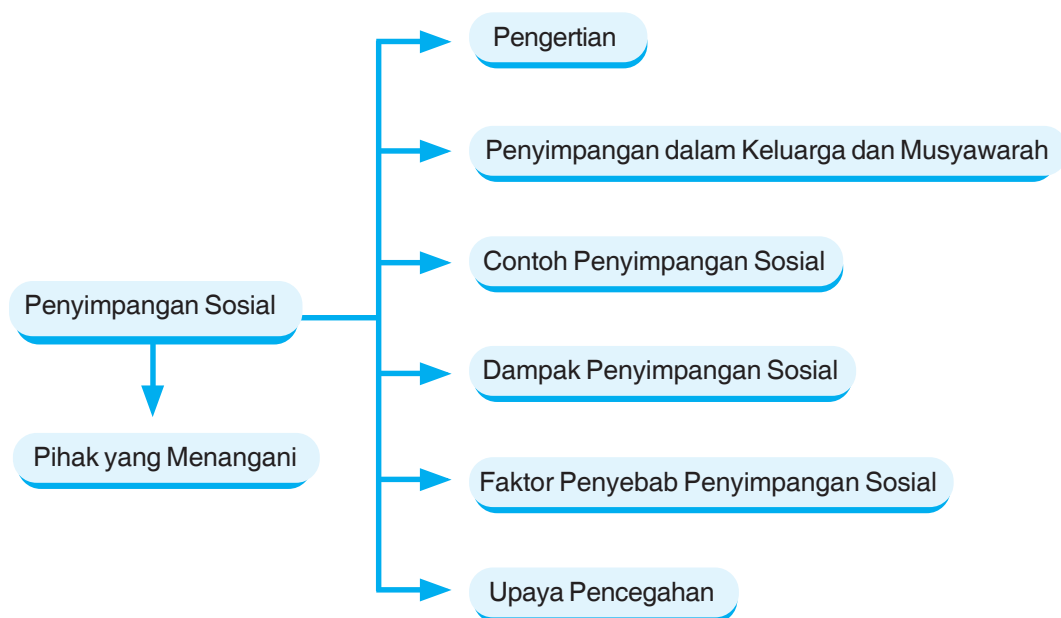 Pengertian
Penyimpangan dalam Keluarga dan Musyawarah
Contoh Penyimpangan Sosial
Penyimpangan Sosial
Dampak Penyimpangan Sosial
Pihak yang Menangani
Faktor Penyebab Penyimpangan Sosial
Upaya Pencegahan